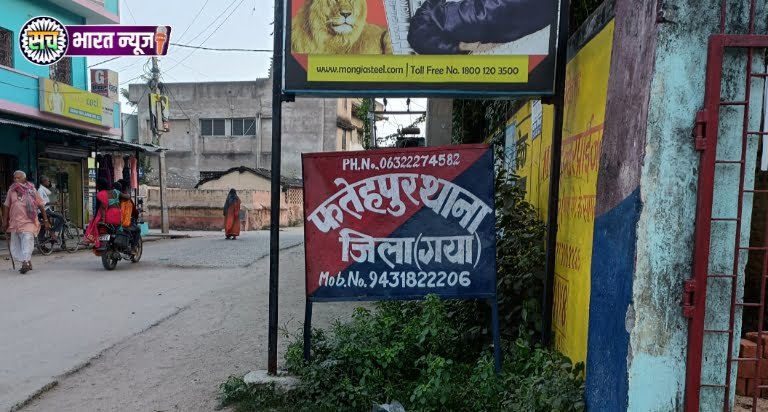 सच
भारत न्यूज
www.mongiasteel.com | Toll Free No. 1800 120 3500
PH.No.06322274582
फतेहपुर थाना
जिला(गया)
Mob.No.9431822206